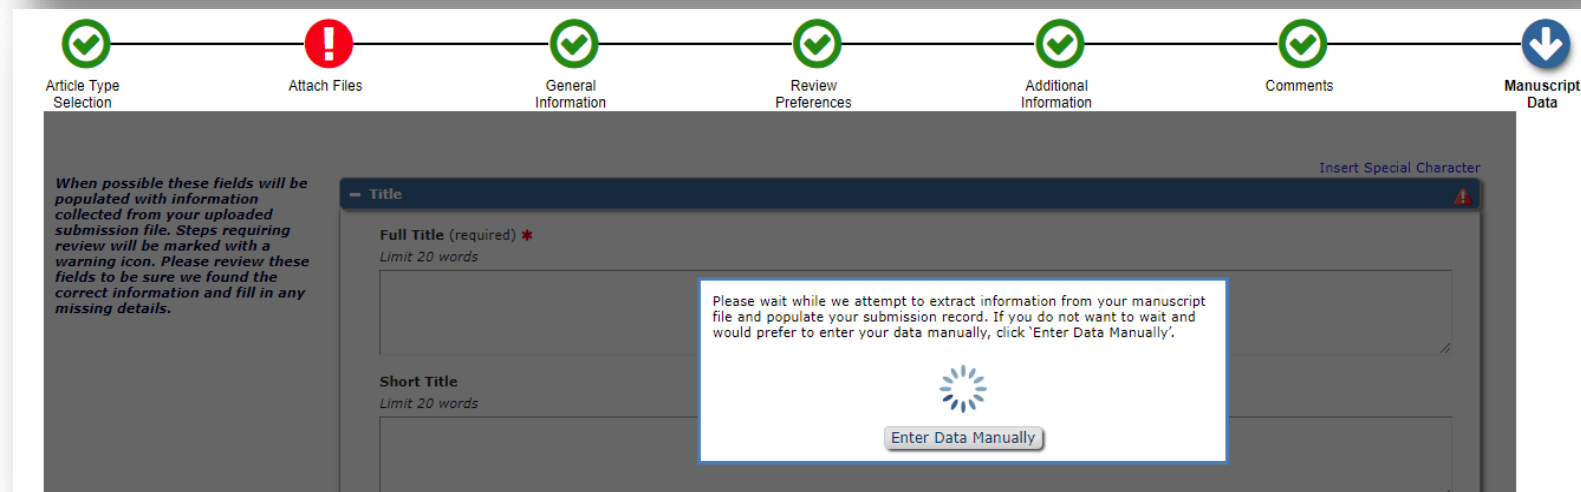 Article Type
Selection
Attach Files
General
Information
Review
Preferences
Additional
Information
Comments
Manuscript
Data
Insert Special Character
When possible these fields will be
populated with information
collected from your uploaded
submission file. Steps requiring
review will be marked with a
warning icon. Please review these
fields to be sure we found the
correct information and fill in any
missing details.
Title
Full Title (required) *
Limit 20 words
Please wait while we attempt to extract information from your manuscript
file and populate your submission record. If you do not want to wait and
would prefer to enter your data manually, click ‘Enter Data Manually’.
Enter Data Manually
Short Title
Limit 20 words